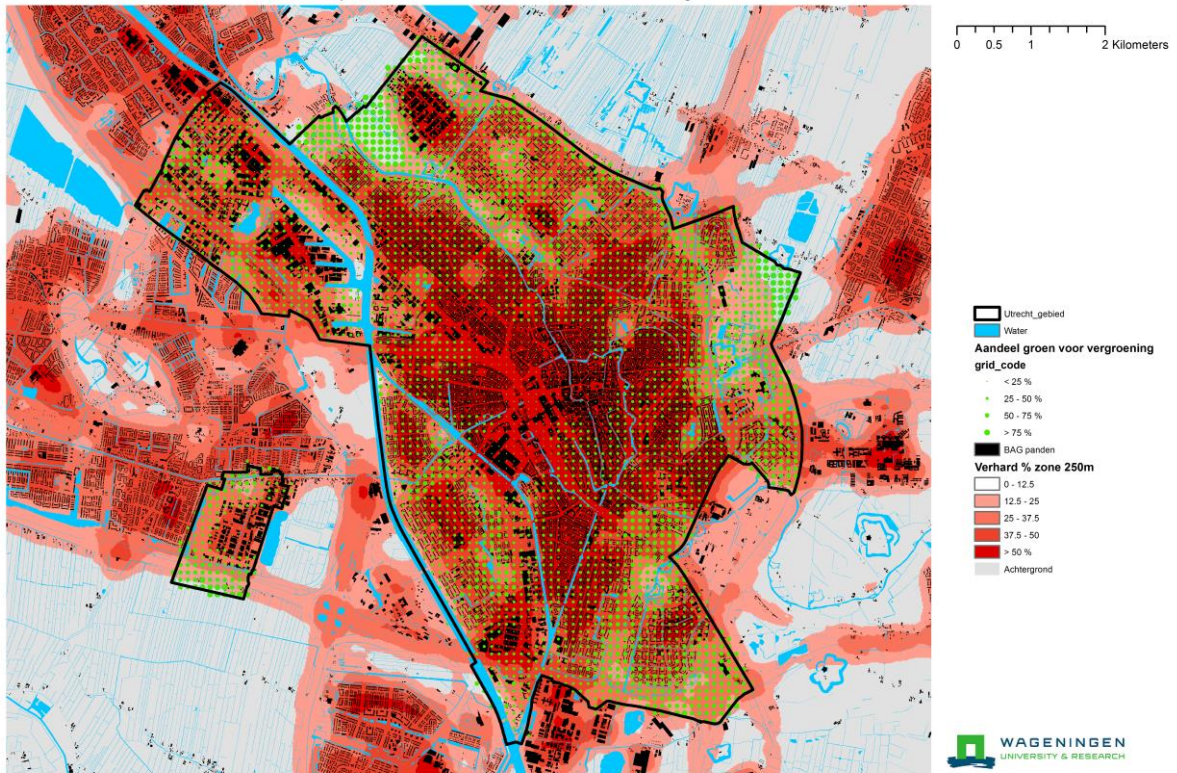 0 0.5 1 2 Kilometers
Utrecht_gebied
Water
Aandeel groen voor vergroening
grid_code
< 25 %
25 - 50 %
50 - 75 %
> 75 %
BAG panden
Verhard % zone 250m
0 - 12.5
12.5 - 25
25 - 37.5
37.5 - 50
> 50 %
Achtergrond
WAGENINGEN
UNIVERSITY & RESEARCH